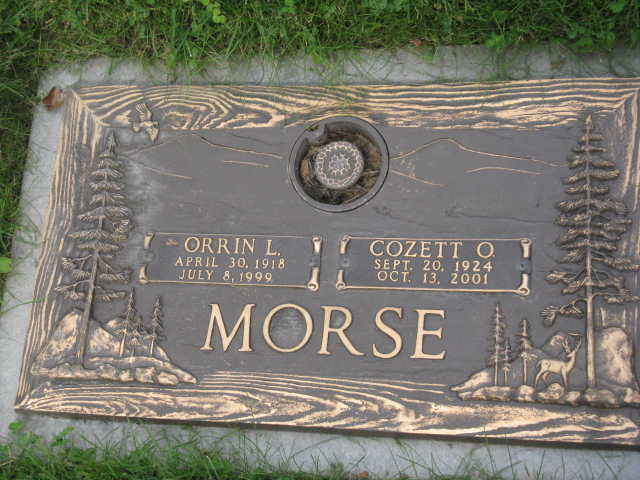 ORRIN L.
APRIL 30, 1918
JULY 8, 1999
COZETT O.
SEPT. 20, 1924
OCT. 13, 2001
MORSE